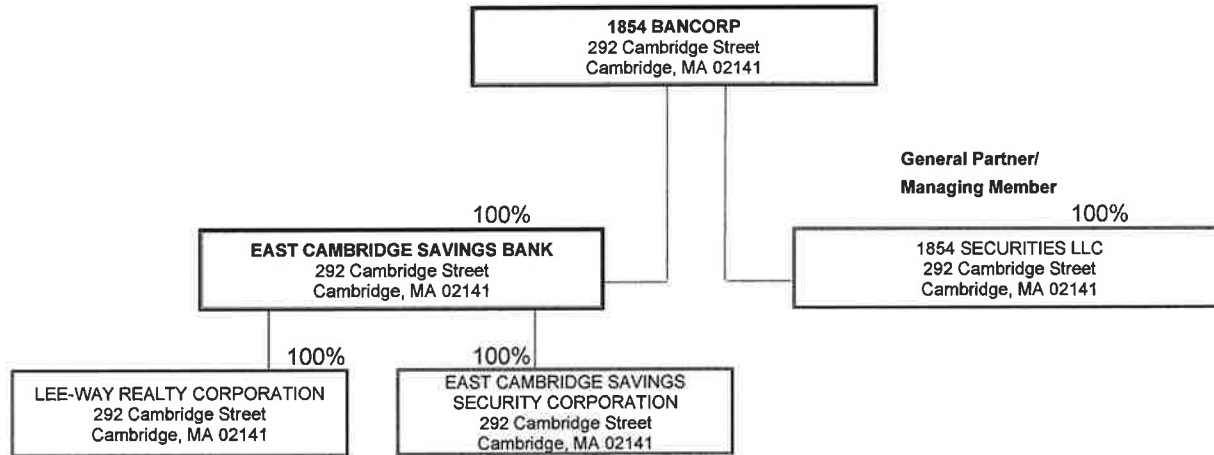 1854 BANCORP
292 Cambridge Street
Cambridge, MA 02141
General Partner/
Managing Member
100%
100%
EAST CAMBRIDGE SAVINGS BANK
292 Cambridge Street
Cambridge, MA 02141
1854 SECURITIES LLC
292 Cambridge Street
Cambridge, MA 02141
100%
100%
LEE-WAY REALTY CORPORATION
292 Cambridge Street
Cambridge, MA 02141
EAST CAMBRIDGE SAVINGS
SECURITY CORPORATION
292 Cambridge Street
Cambridge, MA 02141